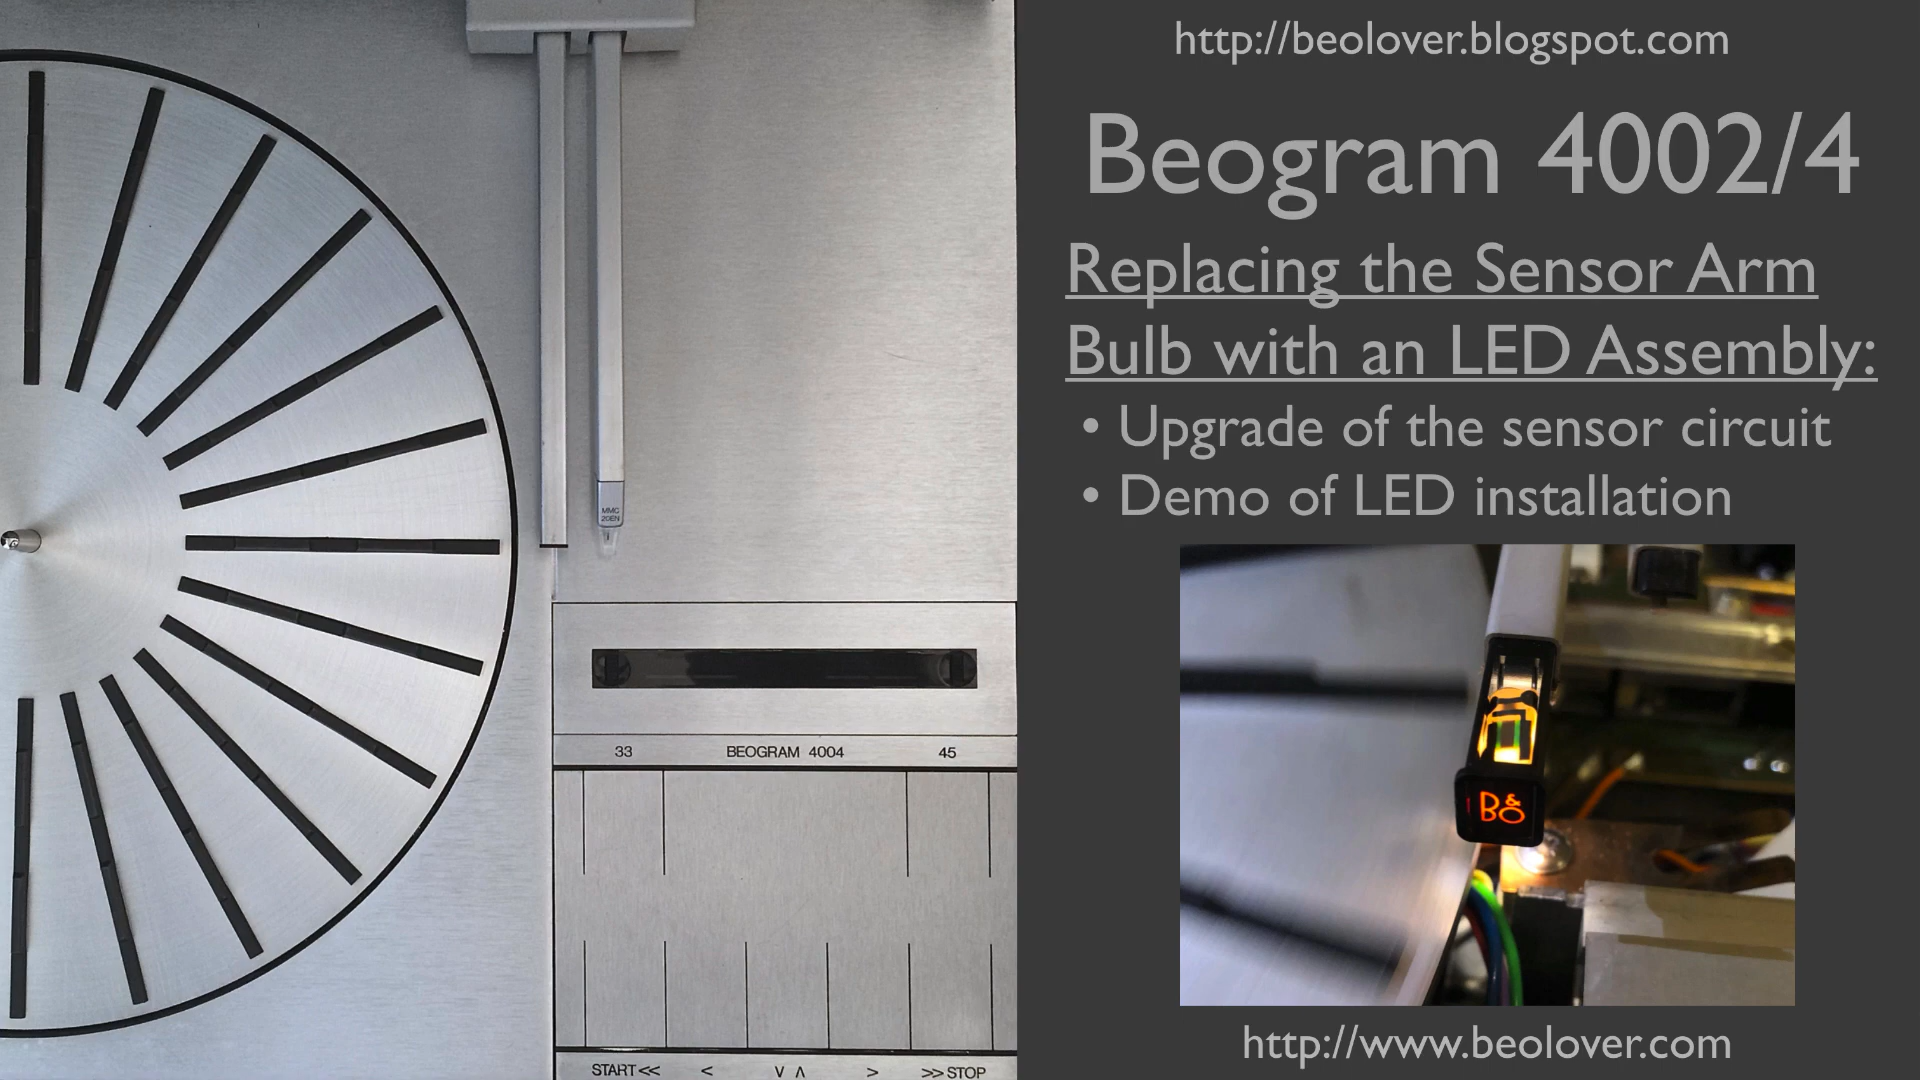 http://beolover.blogspot.com
Beogram 4002/4
Replacing the Sensor Arm
Bulb with an LED Assembly:
• Upgrade of the sensor circuit
• Demo of LED installation
MMC
20EN
33 BEOGRAM 4004 45
START << < ∨ ∧ > >> STOP
B&O
http://www.beolover.com